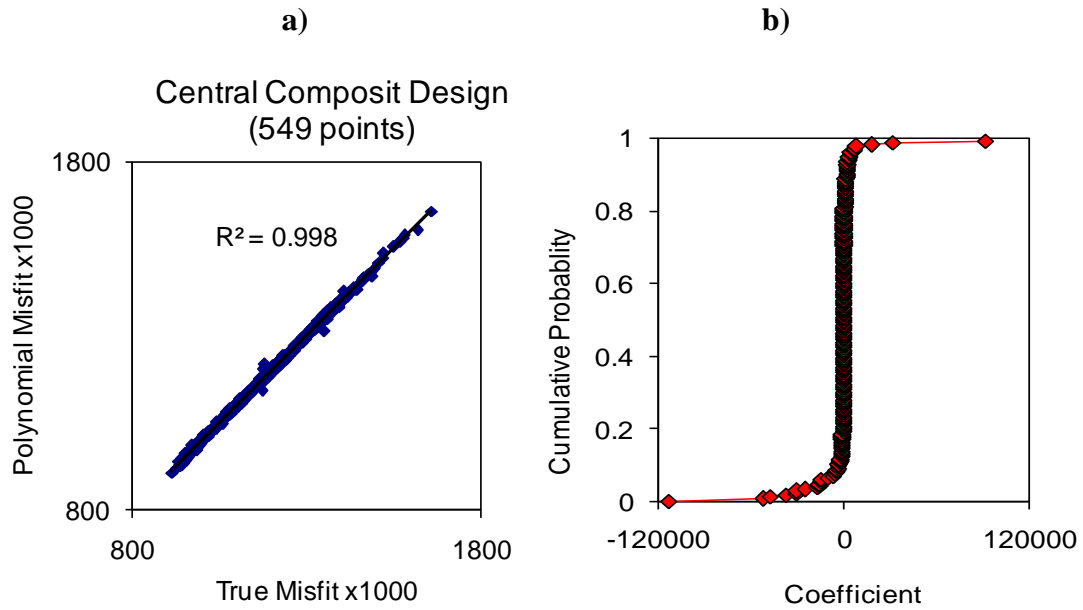 a)
Central Composit Design
(549 points)
1800
Polynomial Misfit x1000
R² = 0.998
800
800
1800
True Misfit x1000
b)
1
0.8
0.6
0.4
0.2
0
Cumulative Probablity
-120000
0
120000
Coefficient